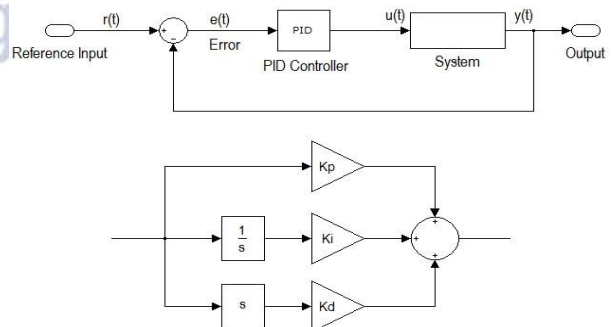 r(t)
e(t)
u(t)
y(t)
+
−
PID
Reference Input
Error
PID Controller
System
Output
Kp
+
1
s
Ki
+
+
s
Kd